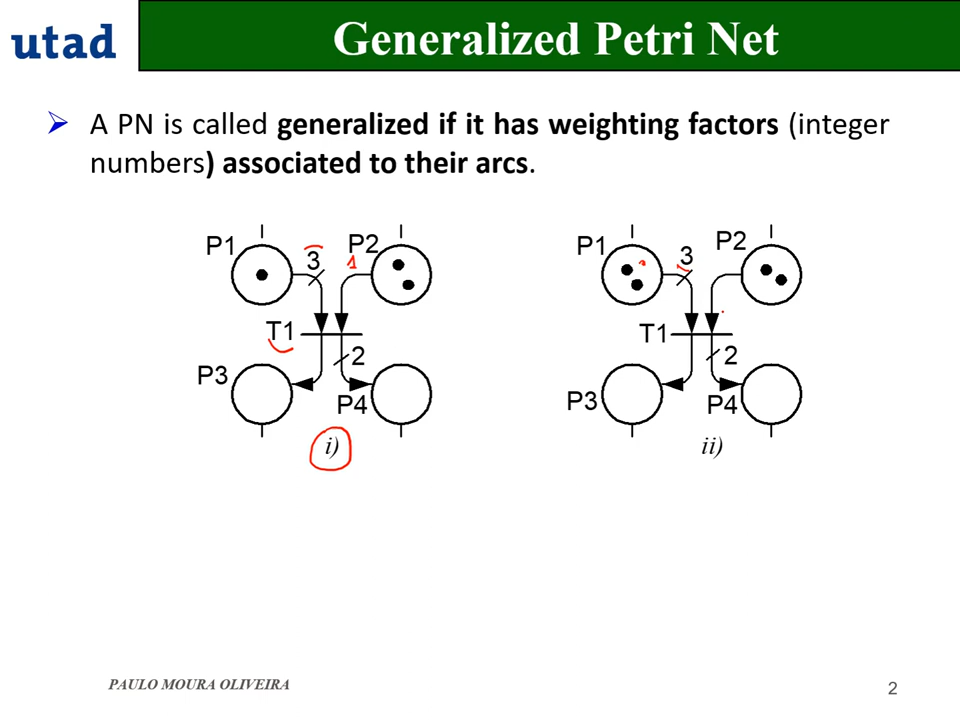 utad
Generalized Petri Net
➢ A PN is called generalized if it has weighting factors (integer
numbers) associated to their arcs.
P1 3 P2
1
T1
2
P3
P4
i)
P1 3 P2
T1
2
P3
P4
ii)
PAULO MOURA OLIVEIRA
2